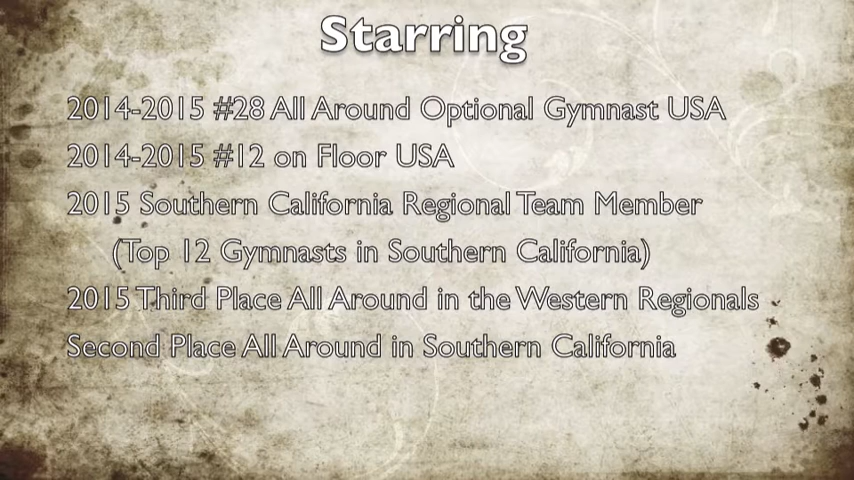 Starring
2014-2015 #28 All Around Optional Gymnast USA
2014-2015 #12 on Floor USA
2015 Southern California Regional Team Member
(Top 12 Gymnasts in Southern California)
2015 Third Place All Around in the Western Regionals
Second Place All Around in Southern California